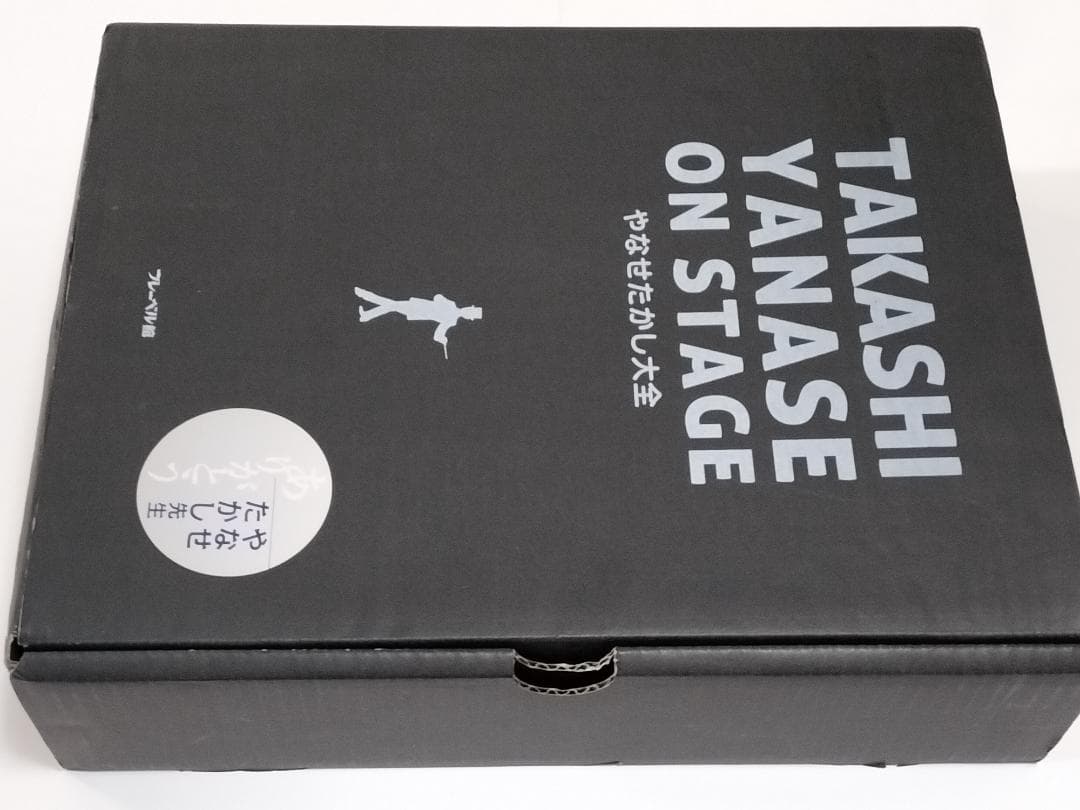 TAKASHI
YANASE
ON STAGE
やなせたかし大全
ありがとう
やなせ
たかし
先生
フレーベル館